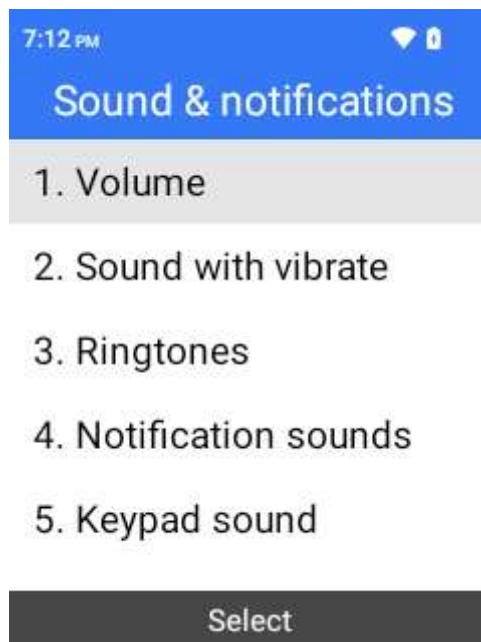 7:12 PM
Sound & notifications
1. Volume
2. Sound with vibrate
3. Ringtones
4. Notification sounds
5. Keypad sound
Select